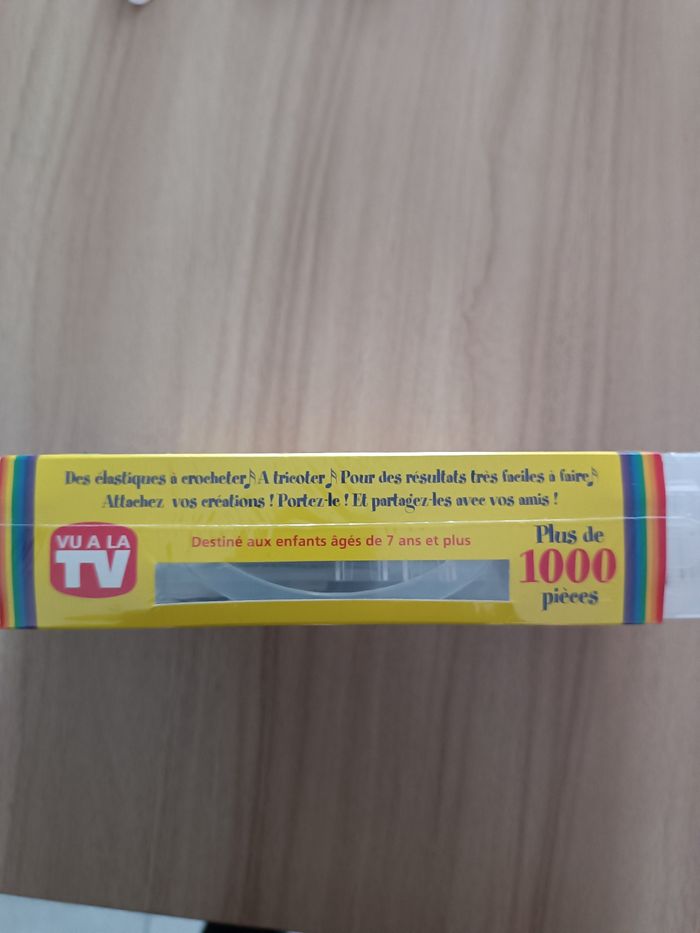 Des élastiques à crocheter♪ A tricoter♪ Pour des résultats très faciles à faire♪
Attachez vos créations ! Portez-le ! Et partagez-les avec vos amis !
VU A LA
TV
Destiné aux enfants âgés de 7 ans et plus
Plus de
1000
pièces